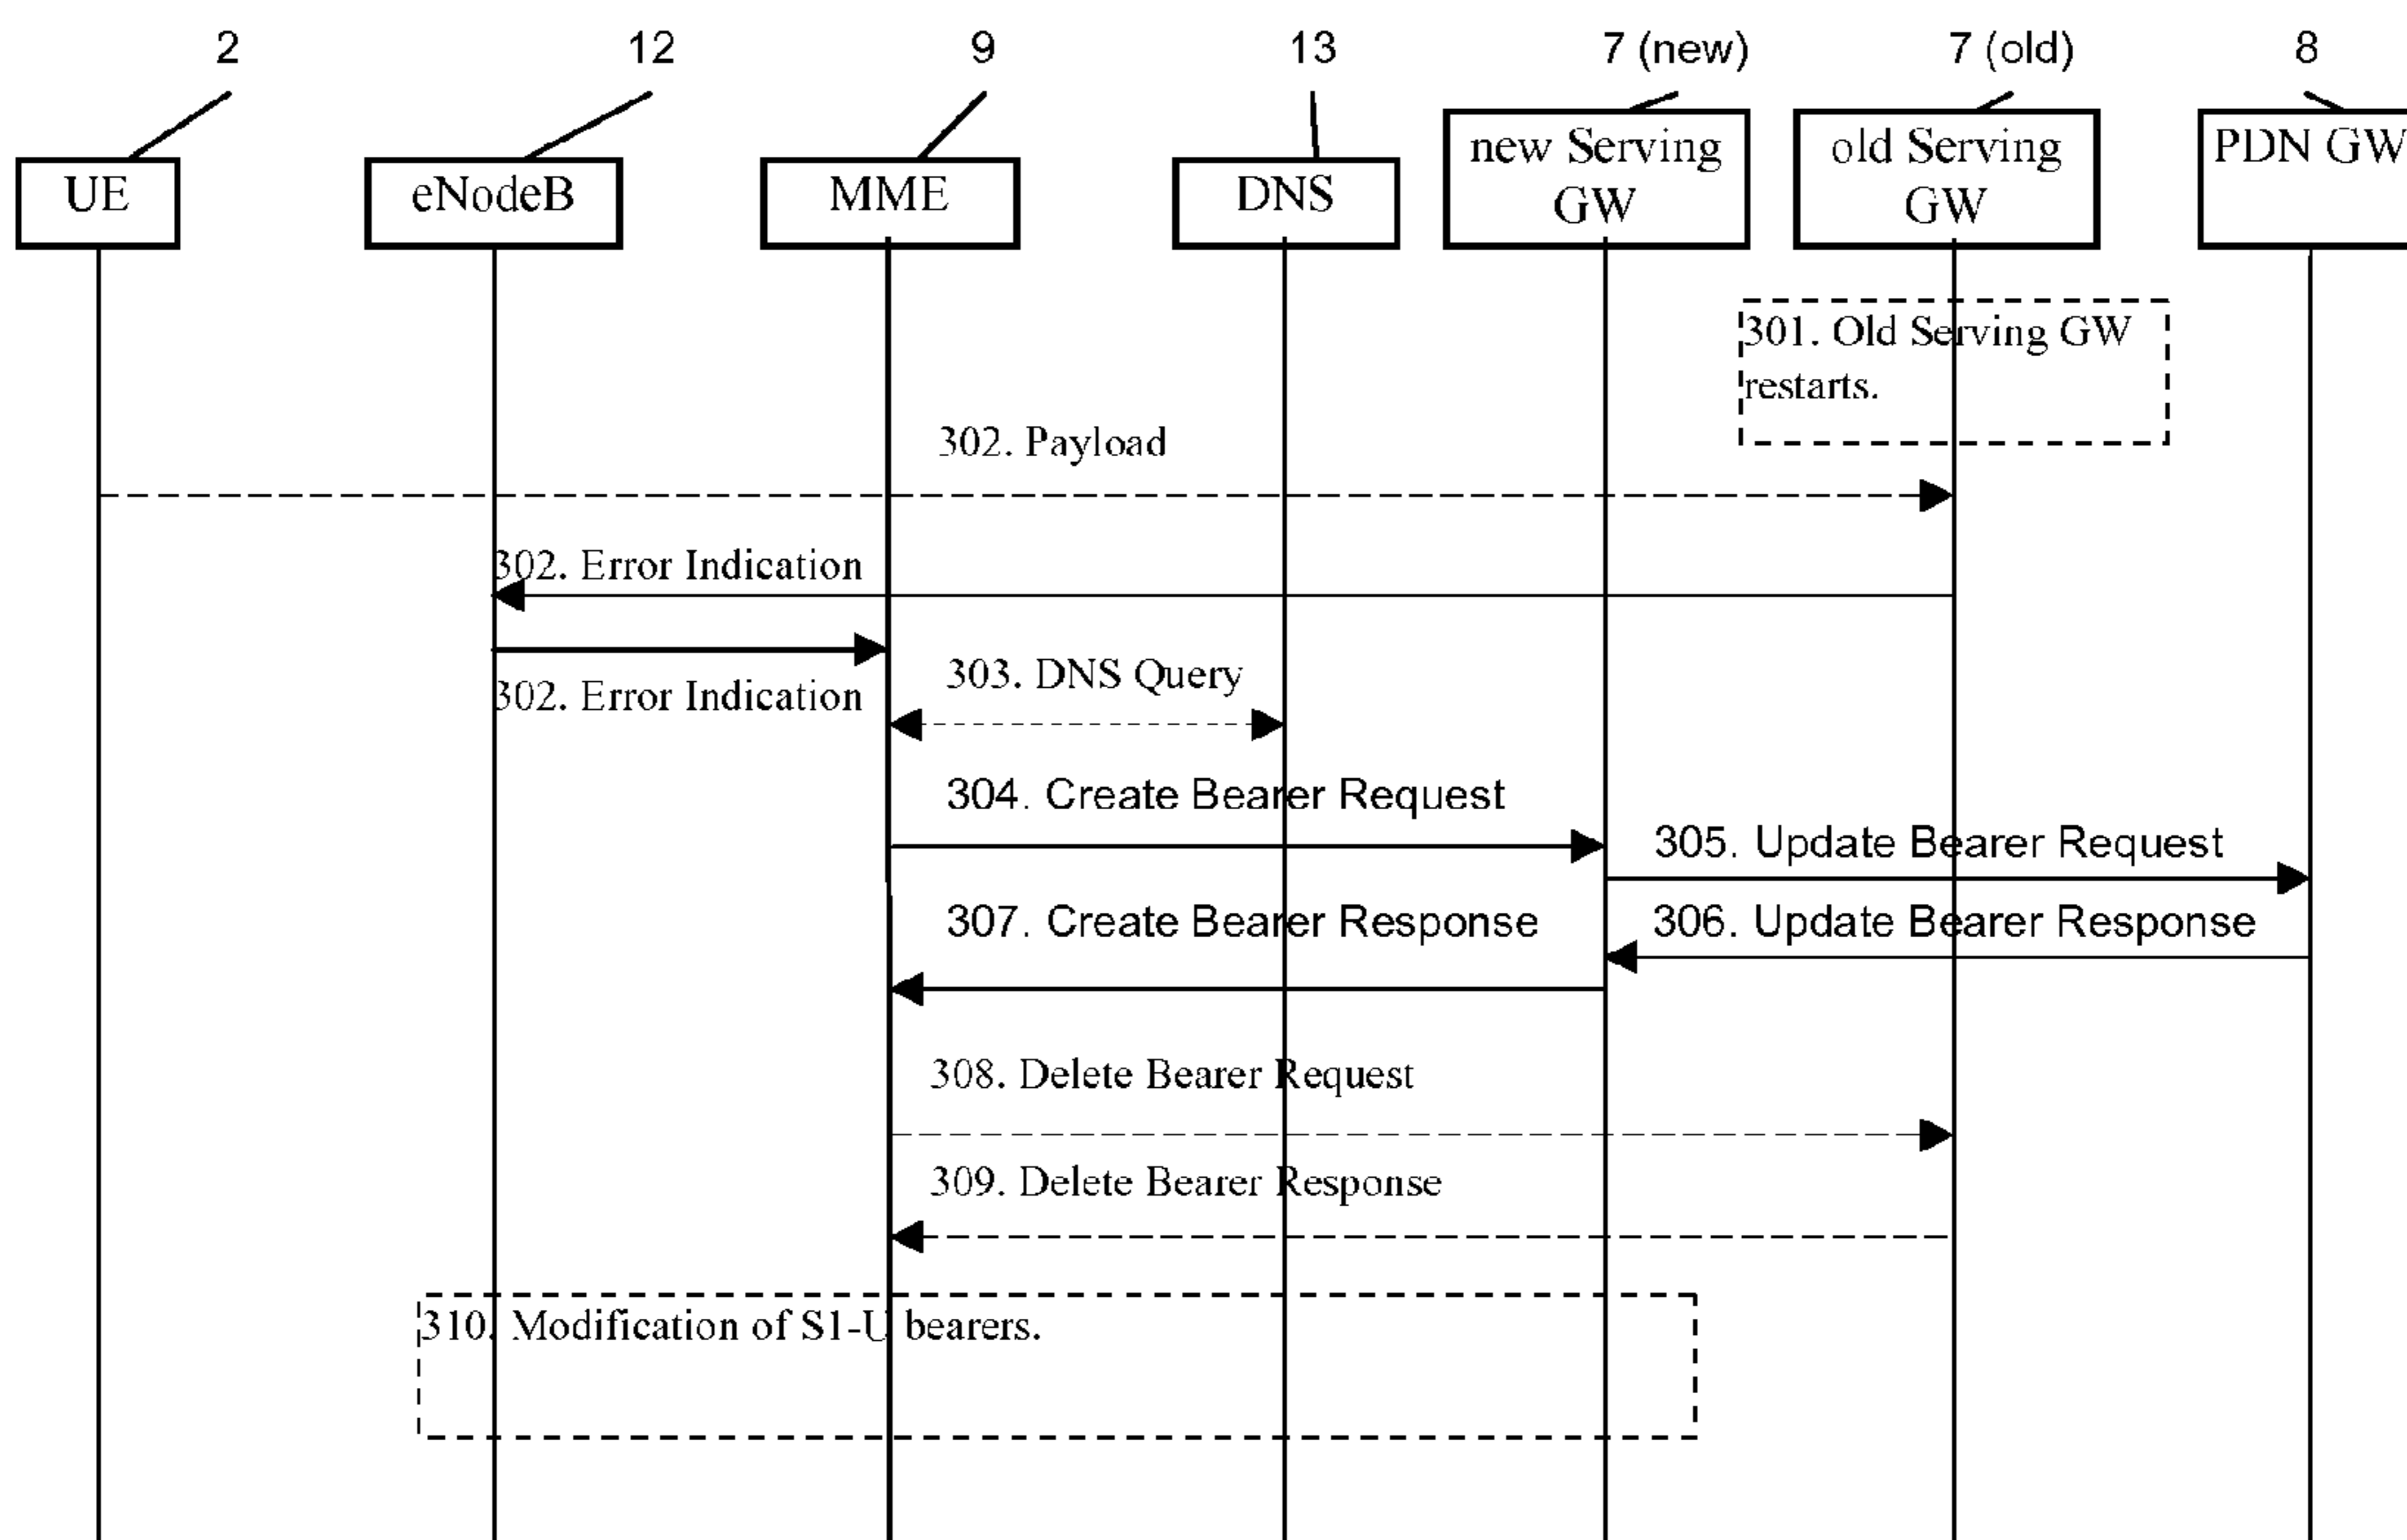 2
12
9
13
7 (new)
7 (old)
8
UE
eNodeB
MME
DNS
new Serving
GW
old Serving
GW
PDN GW
301. Old Serving GW
restarts.
302. Payload
302. Error Indication
302. Error Indication
303. DNS Query
304. Create Bearer Request
305. Update Bearer Request
306. Update Bearer Response
307. Create Bearer Response
308. Delete Bearer Request
309. Delete Bearer Response
310. Modification of S1-U bearers.